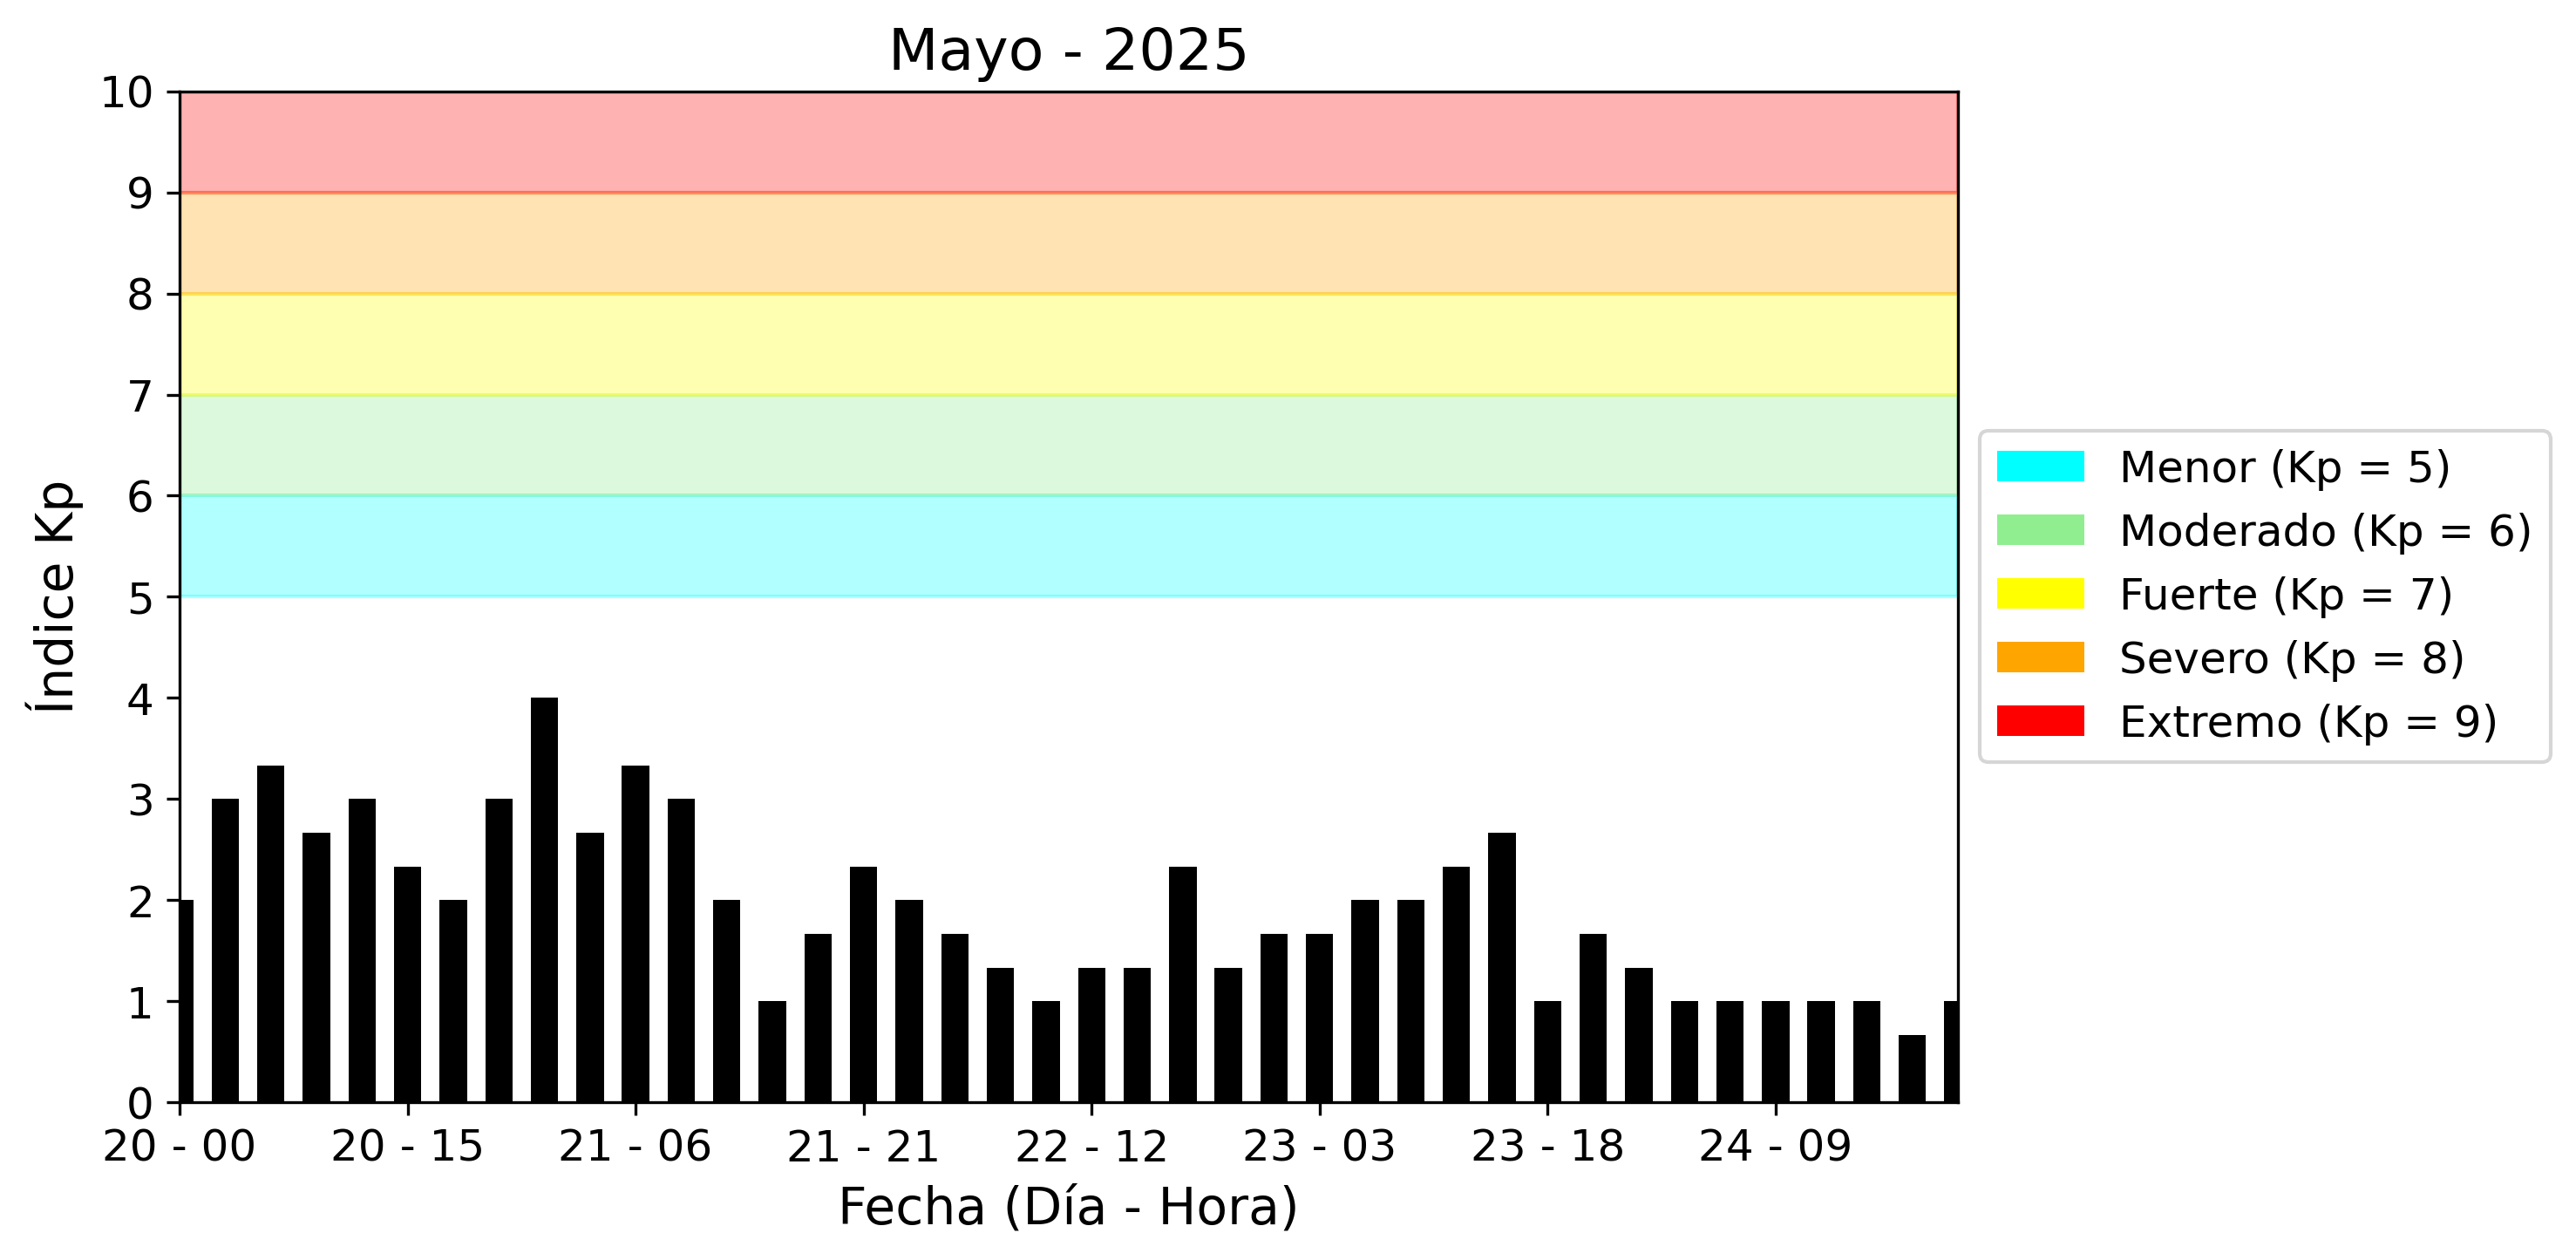 Mayo - 2025
Índice Kp
10
9
8
7
6
5
4
3
2
1
0
20 - 00
20 - 15
21 - 06
21 - 21
22 - 12
23 - 03
23 - 18
24 - 09
Fecha (Día - Hora)
Menor (Kp = 5)
Moderado (Kp = 6)
Fuerte (Kp = 7)
Severo (Kp = 8)
Extremo (Kp = 9)